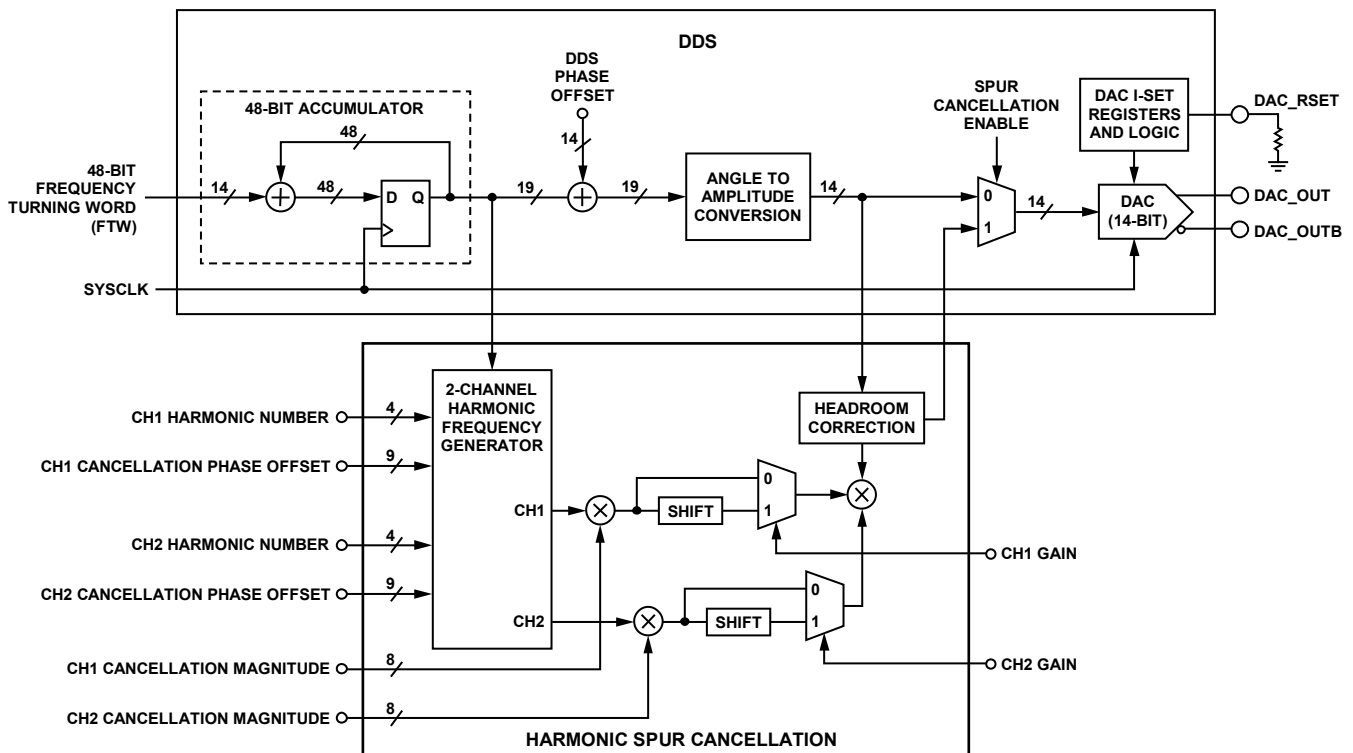 DDS
DDS
PHASE
OFFSET
SPUR
CANCELLATION
ENABLE
DAC I-SET
REGISTERS
AND LOGIC
DAC_RSET
48-BIT ACCUMULATOR
48
14
48-BIT
FREQUENCY
TURNING WORD
(FTW)
14
48
D Q
19
19
ANGLE TO
AMPLITUDE
CONVERSION
14
0
1
14
DAC
(14-BIT)
DAC_OUT
DAC_OUTB
SYSCLK
2-CHANNEL
HARMONIC
FREQUENCY
GENERATOR
HEADROOM
CORRECTION
CH1 HARMONIC NUMBER
4
CH1 CANCELLATION PHASE OFFSET
9
CH1
0
SHIFT
1
CH2 HARMONIC NUMBER
4
CH1 GAIN
CH2 CANCELLATION PHASE OFFSET
9
CH2
0
SHIFT
1
CH1 CANCELLATION MAGNITUDE
8
CH2 GAIN
CH2 CANCELLATION MAGNITUDE
8
HARMONIC SPUR CANCELLATION